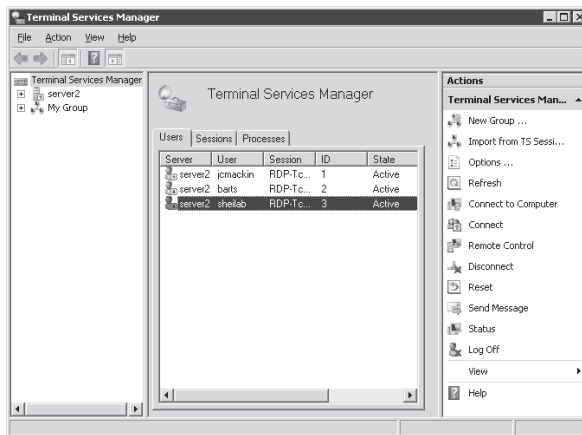 Terminal Services Manager
File Action View Help
Terminal Services Manager
server2
My Group
Terminal Services Manager
Users Sessions Processes
Server User Session ID State
server2 jcmackin RDP-Tc... 1 Active
server2 barts RDP-Tc... 2 Active
server2 sheilab RDP-Tc... 3 Active
Actions
Terminal Services Man...
New Group ...
Import from TS Sessi...
Options ...
Refresh
Connect to Computer
Connect
Remote Control
Disconnect
Reset
Send Message
Status
Log Off
View
Help